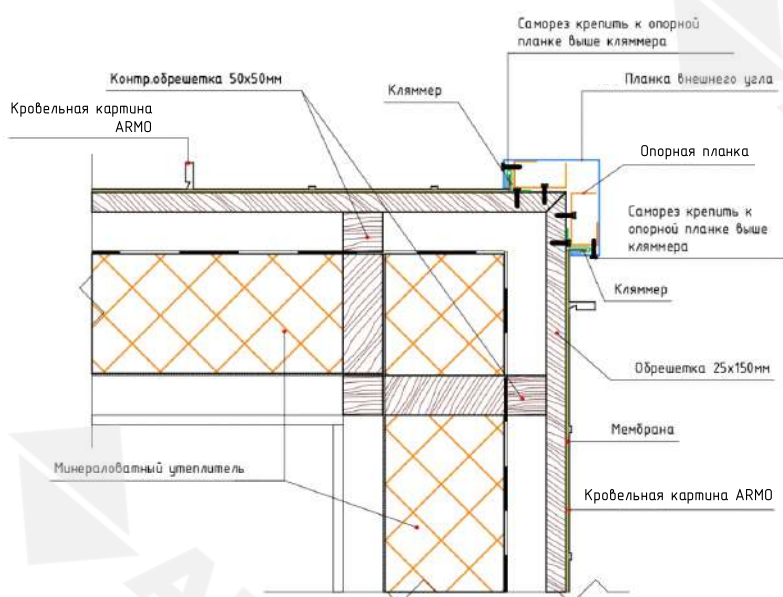 Саморез крепить к опорной
планке выше кляммера
Контр.обрешетка 50х50мм
Планка внешнего угла
Кляммер
Кровельная картина
ARMO
Опорная планка
Саморез крепить к
опорной планке выше
кляммера
Кляммер
Обрешетка 25х150мм
Мембрана
Минераловатный утеплитель
Кровельная картина ARMO